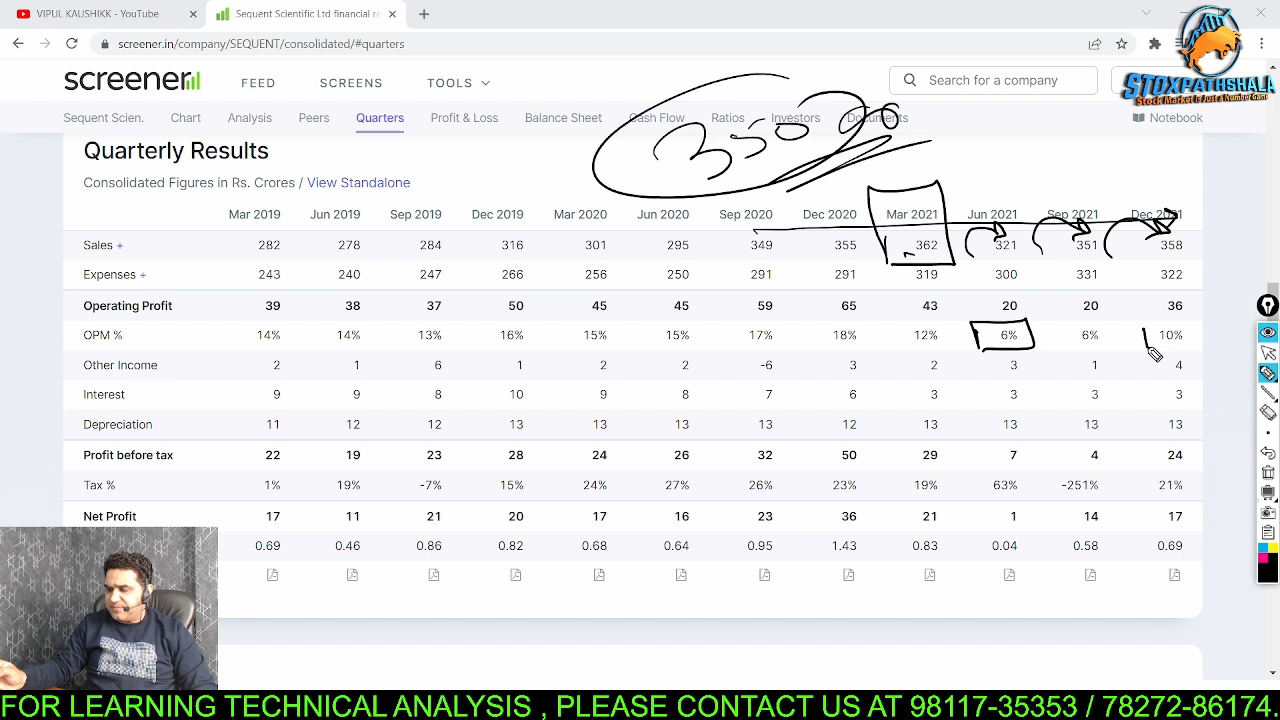 VIPUL KAUSHIKK - YouTube Sequent Scientific Ltd financial re
screener.in/company/SEQUENT/consolidated/#quarters
screener FEED SCREENS TOOLS Search for a company
STOXPATHSHALA
Stock Market is Just a Number Game
Sequent Scien. Chart Analysis Peers Quarters Profit & Loss Balance Sheet Cash Flow Ratios Investors Documents Notebook
350
Quarterly Results
Consolidated Figures in Rs. Crores / View Standalone
Mar 2019 Jun 2019 Sep 2019 Dec 2019 Mar 2020 Jun 2020 Sep 2020 Dec 2020 Mar 2021 Jun 2021 Sep 2021 Dec 2021
Sales + 282 278 284 316 301 295 349 355 362 321 351 358
Expenses + 243 240 247 266 256 250 291 291 319 300 331 322
Operating Profit 39 38 37 50 45 45 59 65 43 20 20 36
OPM % 14% 14% 13% 16% 15% 15% 17% 18% 12% 6% 6% 10%
Other Income 2 1 6 1 2 2 -6 3 2 3 1 4
Interest 9 9 8 10 9 8 7 6 3 3 3 3
Depreciation 11 12 12 13 13 13 13 12 13 13 13 13
Profit before tax 22 19 23 28 24 26 32 50 29 7 4 24
Tax % 1% 19% -7% 15% 24% 27% 26% 23% 19% 63% -251% 21%
Net Profit 17 11 21 20 17 16 23 36 21 1 14 17
0.69 0.46 0.86 0.82 0.68 0.64 0.95 1.43 0.83 0.04 0.58 0.69
FOR LEARNING TECHNICAL ANALYSIS , PLEASE CONTACT US AT 98117-35353 / 78272-86174.